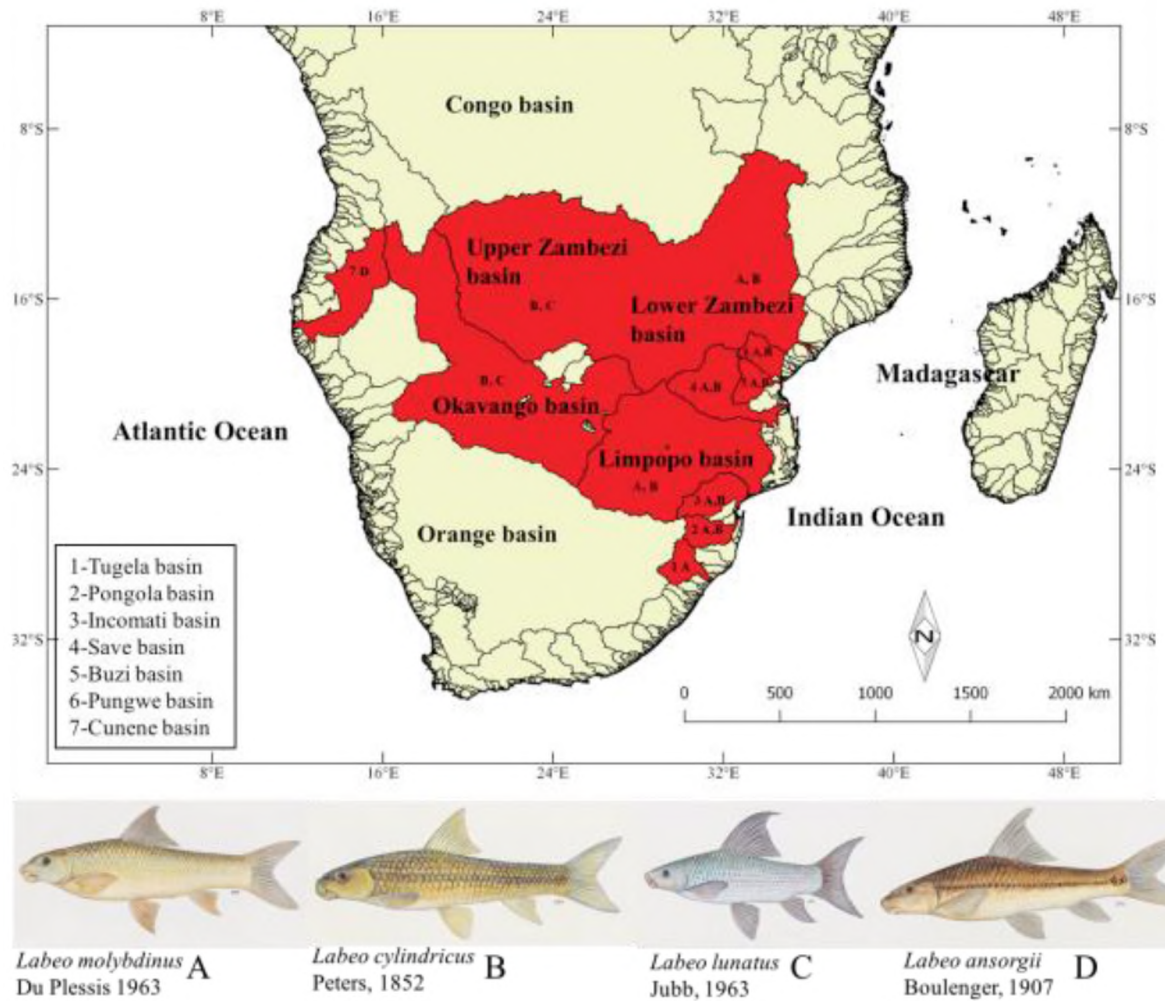 8°E 16°E 24°E 32°E 40°E 48°E
Congo basin
8°S 8°S
Upper Zambezi
basin
7 D
A, B
16°S 16°S
B, C
Lower Zambezi
basin
A,B
Madagascar
B, C
4 A,B
A,B
Okavango basin
Atlantic Ocean
Limpopo basin
24°S 24°S
A, B
3 A,B
Indian Ocean
Orange basin
2 A,B
1 A
1-Tugela basin
2-Pongola basin
3-Incomati basin
4-Save basin
5-Buzi basin
6-Pungwe basin
7-Cunene basin
32°S 32°S
N
0 500 1000 1500 2000 km
8°E 16°E 24°E 32°E 40°E 48°E
Labeo molybdinus A
Du Plessis 1963
Labeo cylindricus B
Peters, 1852
Labeo lunatus C
Jubb, 1963
Labeo ansorgii D
Boulenger, 1907